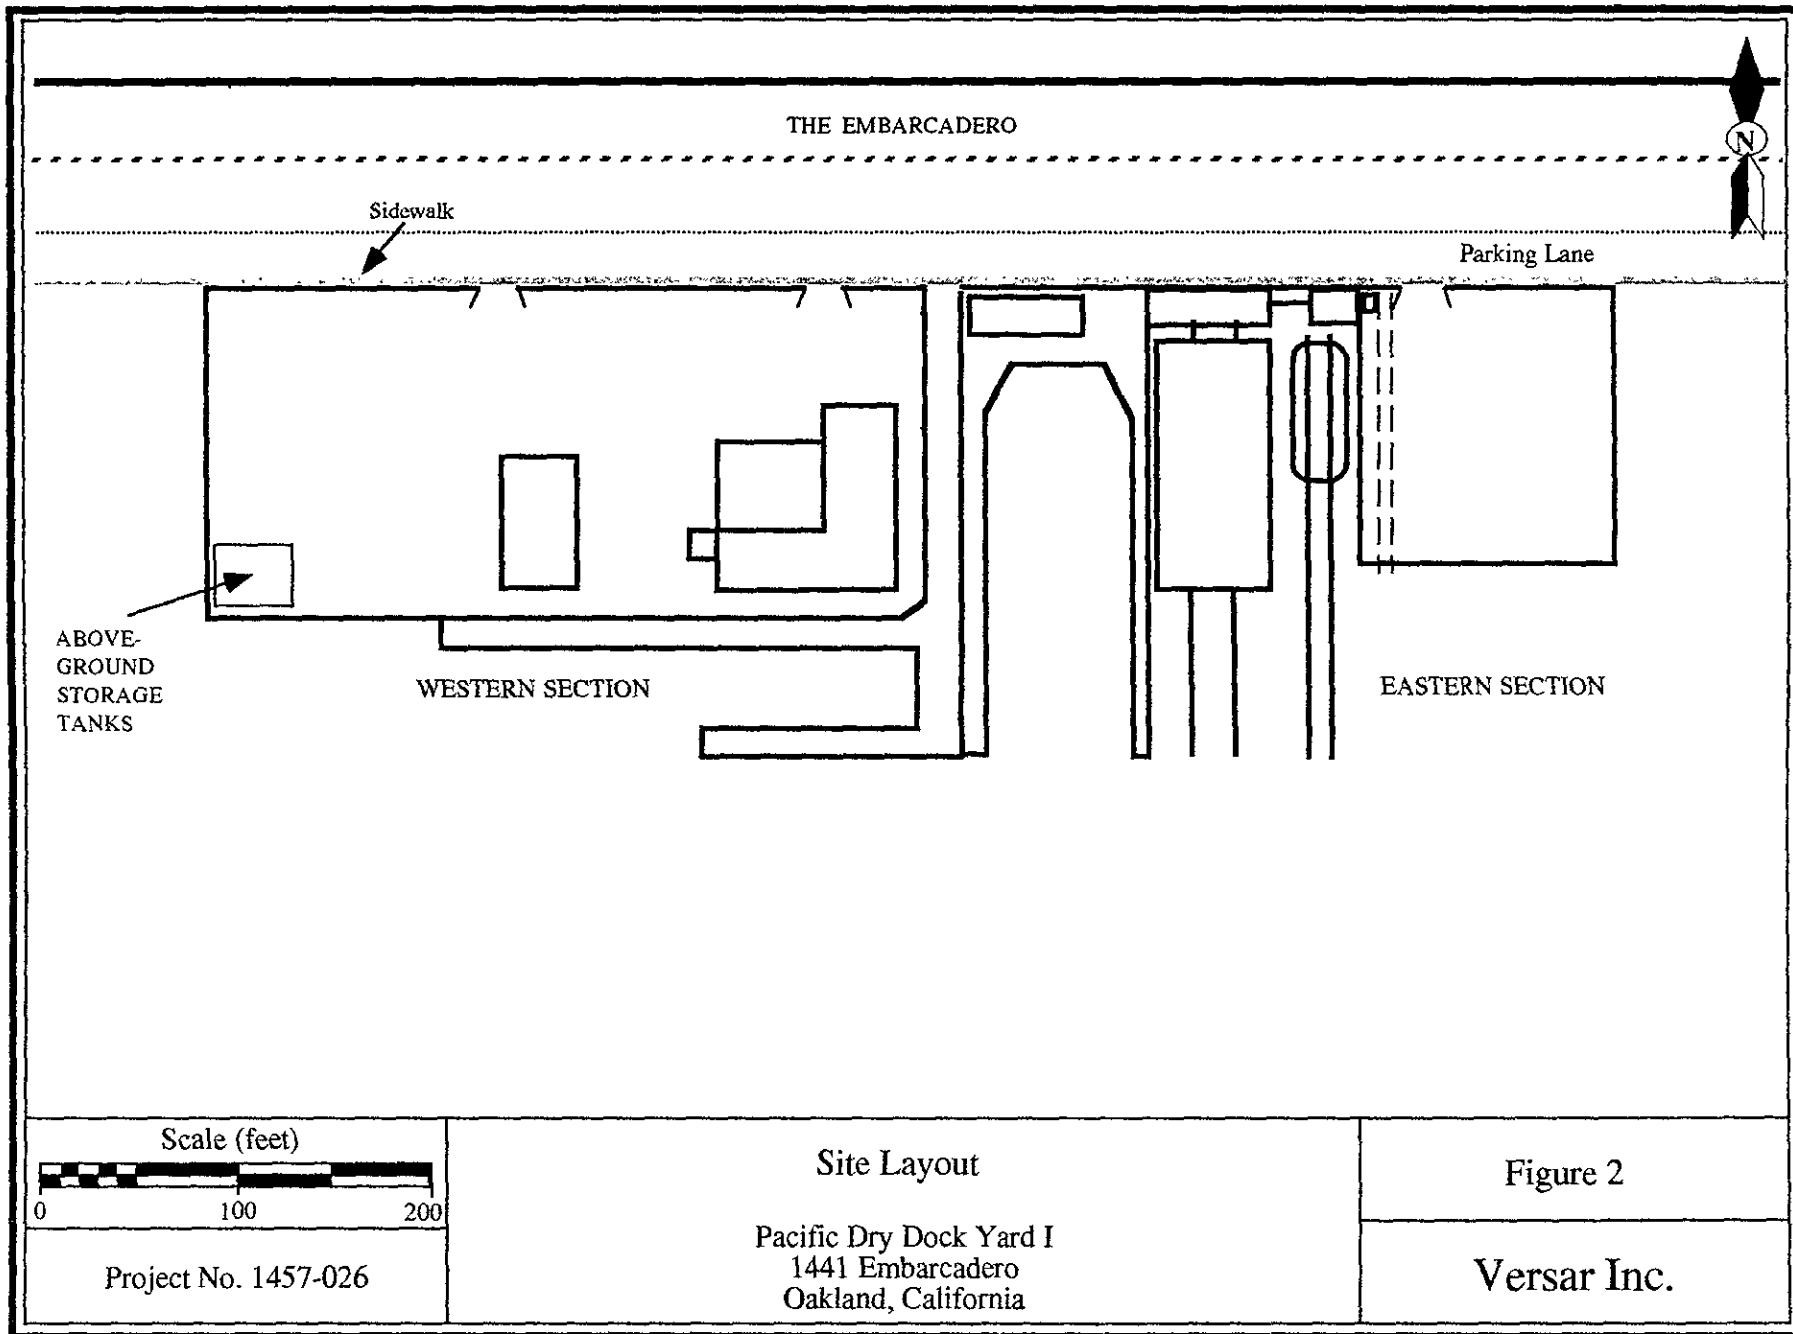 THE EMBARCADERO
N
Sidewalk
Parking Lane
ABOVE-
GROUND
STORAGE
TANKS
WESTERN SECTION
EASTERN SECTION
Scale (feet)
0 100 200
Project No. 1457-026
Site Layout
Pacific Dry Dock Yard I
1441 Embarcadero
Oakland, California
Figure 2
Versar Inc.